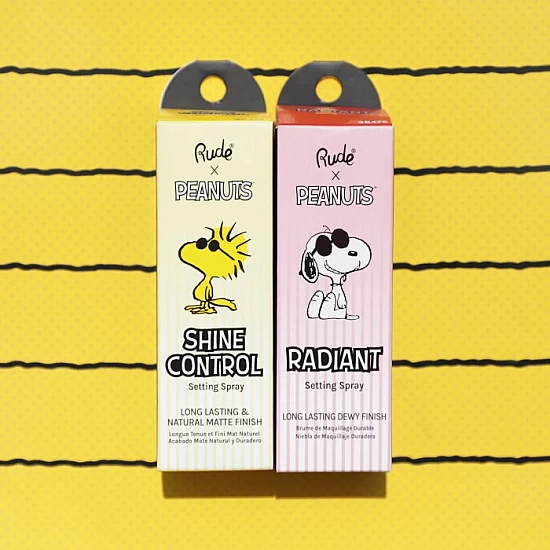 Rude®
X
PEANUTS
SHINE
CONTROL
Setting Spray
LONG LASTING &
NATURAL MATTE FINISH
Longue Tenue et Fini Mat Naturel
Acabado Mate Natural y Duradero
Rude®
X
PEANUTS™
RADIANT
Setting Spray
LONG LASTING DEWY FINISH
Brume de Maquillage Durable
Niebla de Maquillaje Duradera